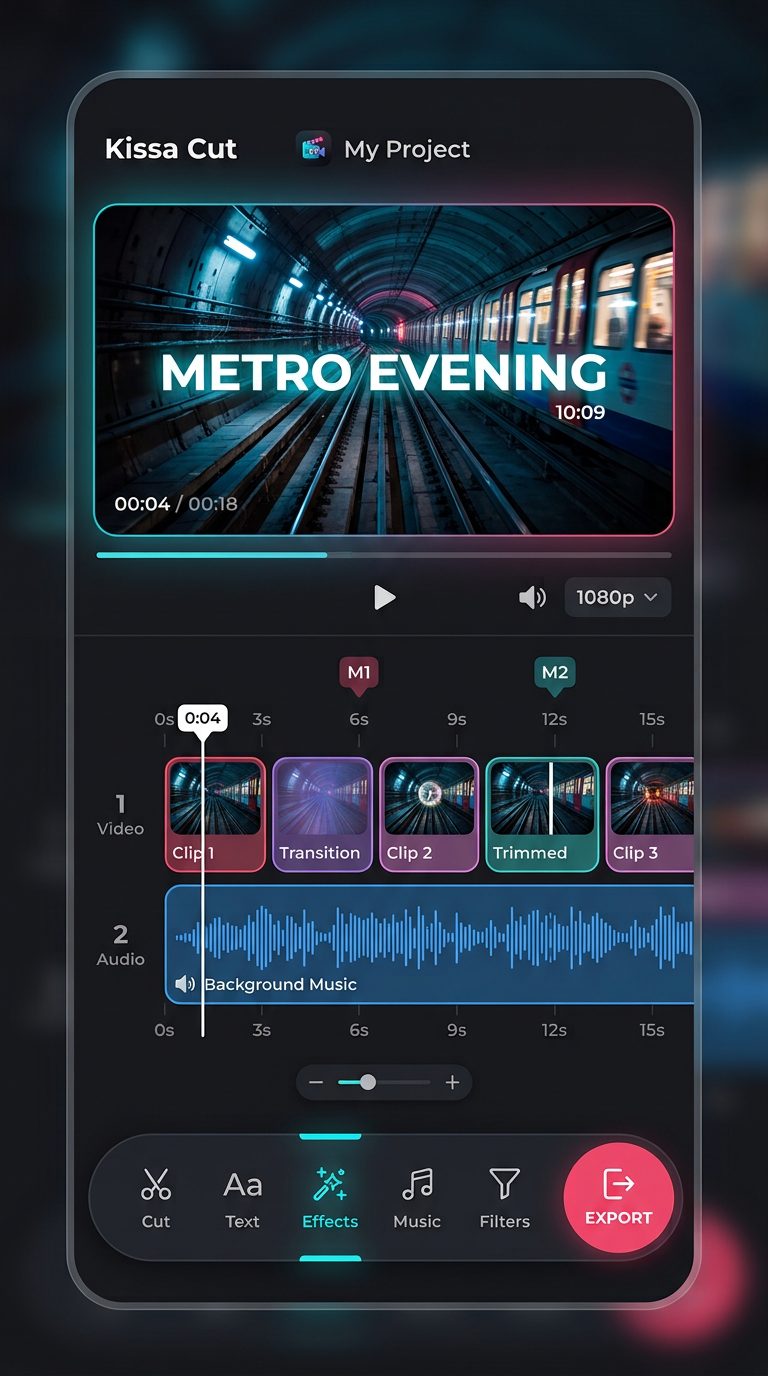 Kissa Cut
My Project
METRO EVENING
10:09
00:04 / 00:18
1080p
M1 M2
0s 0:04 3s 6s 9s 12s 15s
1
Video
Clip 1 Transition Clip 2 Trimmed Clip 3
2
Audio
Background Music
0s 3s 6s 9s 12s 15s
Cut Aa Text Effects Music Filters EXPORT